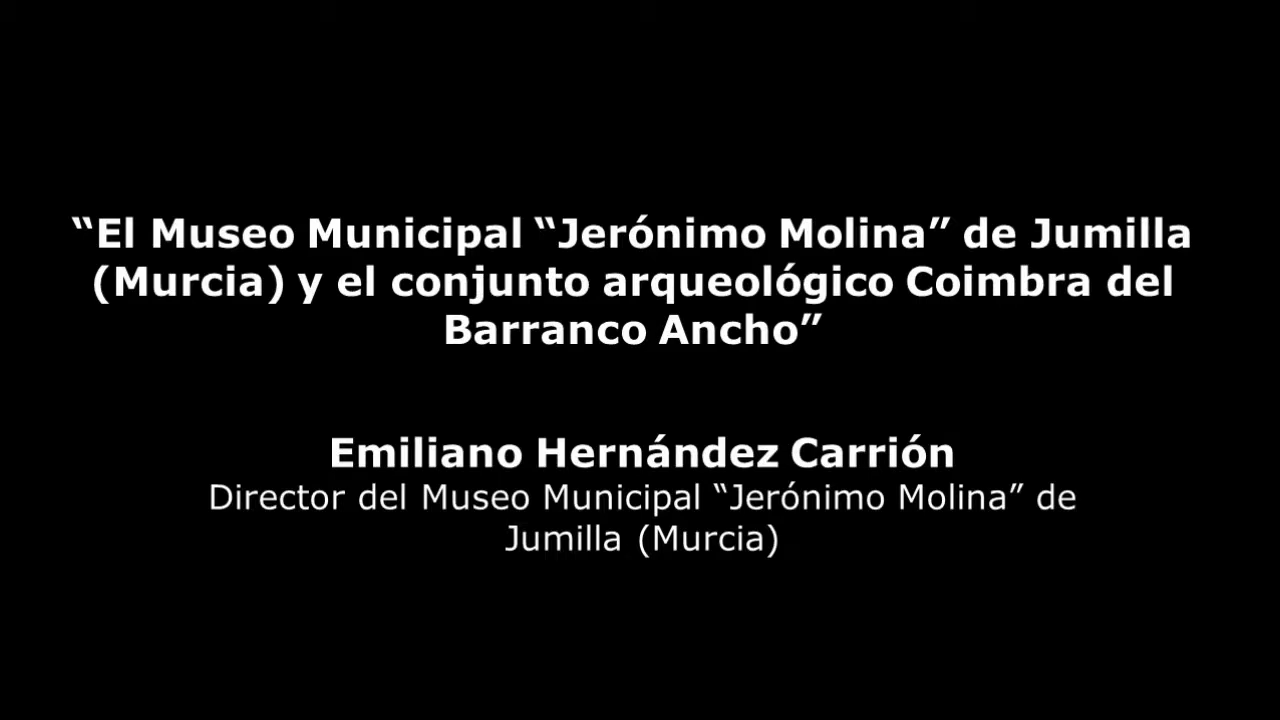 “El Museo Municipal “Jerónimo Molina” de Jumilla
(Murcia) y el conjunto arqueológico Coimbra del
Barranco Ancho”
Emiliano Hernández Carrión
Director del Museo Municipal “Jerónimo Molina” de
Jumilla (Murcia)